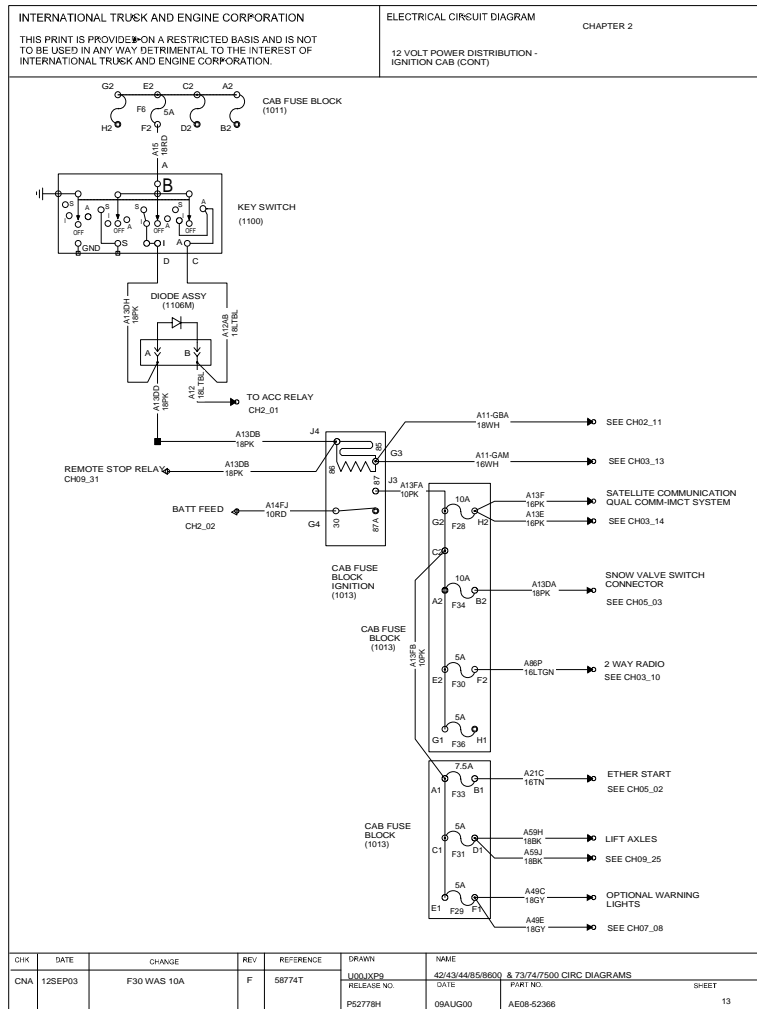 INTERNATIONAL TRUCK AND ENGINE CORPORATION
THIS PRINT IS PROVIDED ON A RESTRICTED BASIS AND IS NOT
TO BE USED IN ANY WAY DETRIMENTAL TO THE INTEREST OF
INTERNATIONAL TRUCK AND ENGINE CORPORATION.
ELECTRICAL CIRCUIT DIAGRAM
CHAPTER 2
12 VOLT POWER DISTRIBUTION -
IGNITION CAB (CONT)
G2 E2 C2 A2
F6 5A
H2 F2 D2 B2
CAB FUSE BLOCK
(1011)
A15
18RD
A
B
S I OFF A
S I OFF A
S I OFF A
S I OFF A
GND S I A
KEY SWITCH
(1100)
D C
A13DH
18PK
DIODE ASSY
(1106M)
A12AB
18LTBL
A B
A13DD
18PK
A12
18LTBL
TO ACC RELAY
CH2_01
A13DB
18PK
J4
REMOTE STOP RELAY
CH09_31
A13DB
18PK
BATT FEED
CH2_02
A14FJ
10RD
G4
86 85
87
30 87A
G3
J3
CAB FUSE
BLOCK
IGNITION
(1013)
A11-GBA
18WH
SEE CH02_11
A11-GAM
16WH
SEE CH03_13
A13FA
10PK
10A
G2 F28 H2
A13F
16PK
SATELLITE COMMUNICATION
QUAL COMM-IMCT SYSTEM
A13E
16PK
SEE CH03_14
C2
10A
A2 F34 B2
A13DA
18PK
SNOW VALVE SWITCH
CONNECTOR
SEE CH05_03
CAB FUSE
BLOCK
(1013)
A13FB
10PK
5A
E2 F30 F2
A86P
16LTGN
2 WAY RADIO
SEE CH03_10
5A
G1 F36 H1
7.5A
A1 F33 B1
A21C
16TN
ETHER START
SEE CH05_02
CAB FUSE
BLOCK
(1013)
5A
C1 F31 D1
A59H
18BK
LIFT AXLES
A59J
18BK
SEE CH09_25
5A
E1 F29 F1
A49C
18GY
OPTIONAL WARNING
LIGHTS
A49E
18GY
SEE CH07_08
CHK DATE CHANGE REV REFERENCE DRAWN NAME
CNA 12SEP03 F30 WAS 10A F 58774T U00JXP9 42/43/44/85/8600 & 73/74/7500 CIRC DIAGRAMS
RELEASE NO. DATE PART NO. SHEET
P52778H 09AUG00 AE08-52366 13